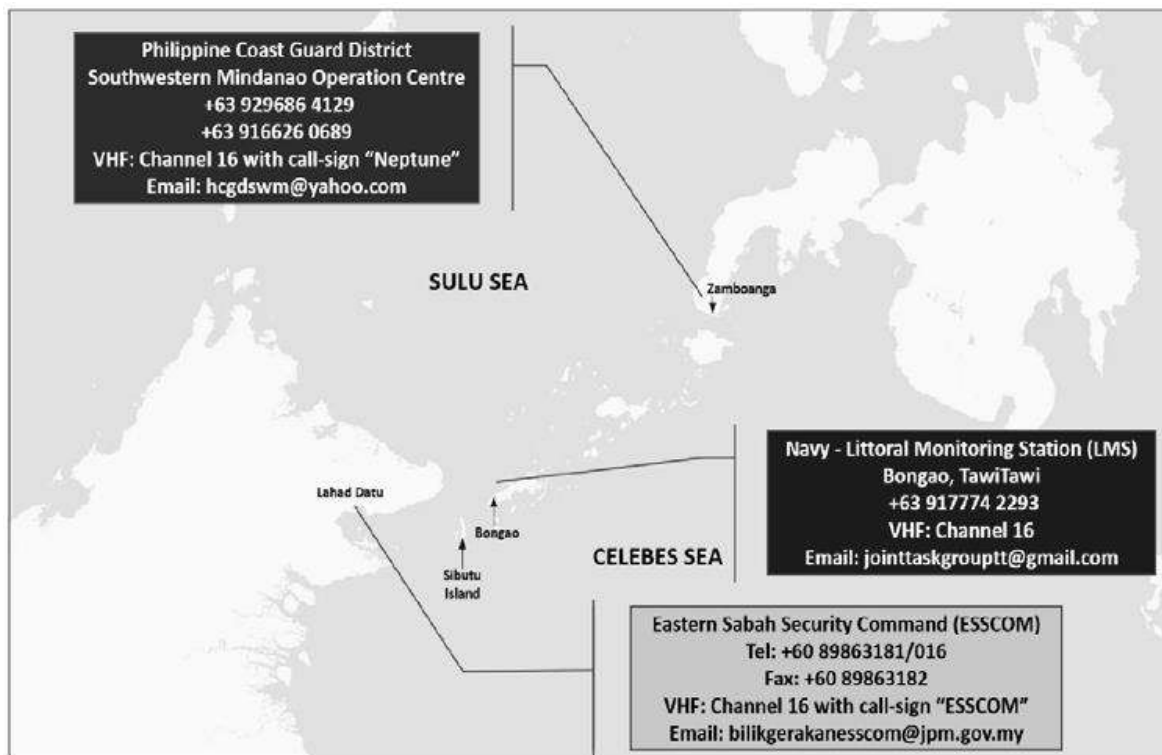 Philippine Coast Guard District
Southwestern Mindanao Operation Centre
+63 929686 4129
+63 916626 0689
VHF: Channel 16 with call-sign “Neptune”
Email: hcgdswm@yahoo.com
SULU SEA
Zamboanga
Navy - Littoral Monitoring Station (LMS)
Bongao, TawiTawi
+63 917774 2293
VHF: Channel 16
Email: jointtaskgrouptt@gmail.com
Lahad Datu
Bongao
CELEBES SEA
Sibutu
Island
Eastern Sabah Security Command (ESSCOM)
Tel: +60 89863181/016
Fax: +60 89863182
VHF: Channel 16 with call-sign “ESSCOM”
Email: bilikgerakanesscom@jpm.gov.my